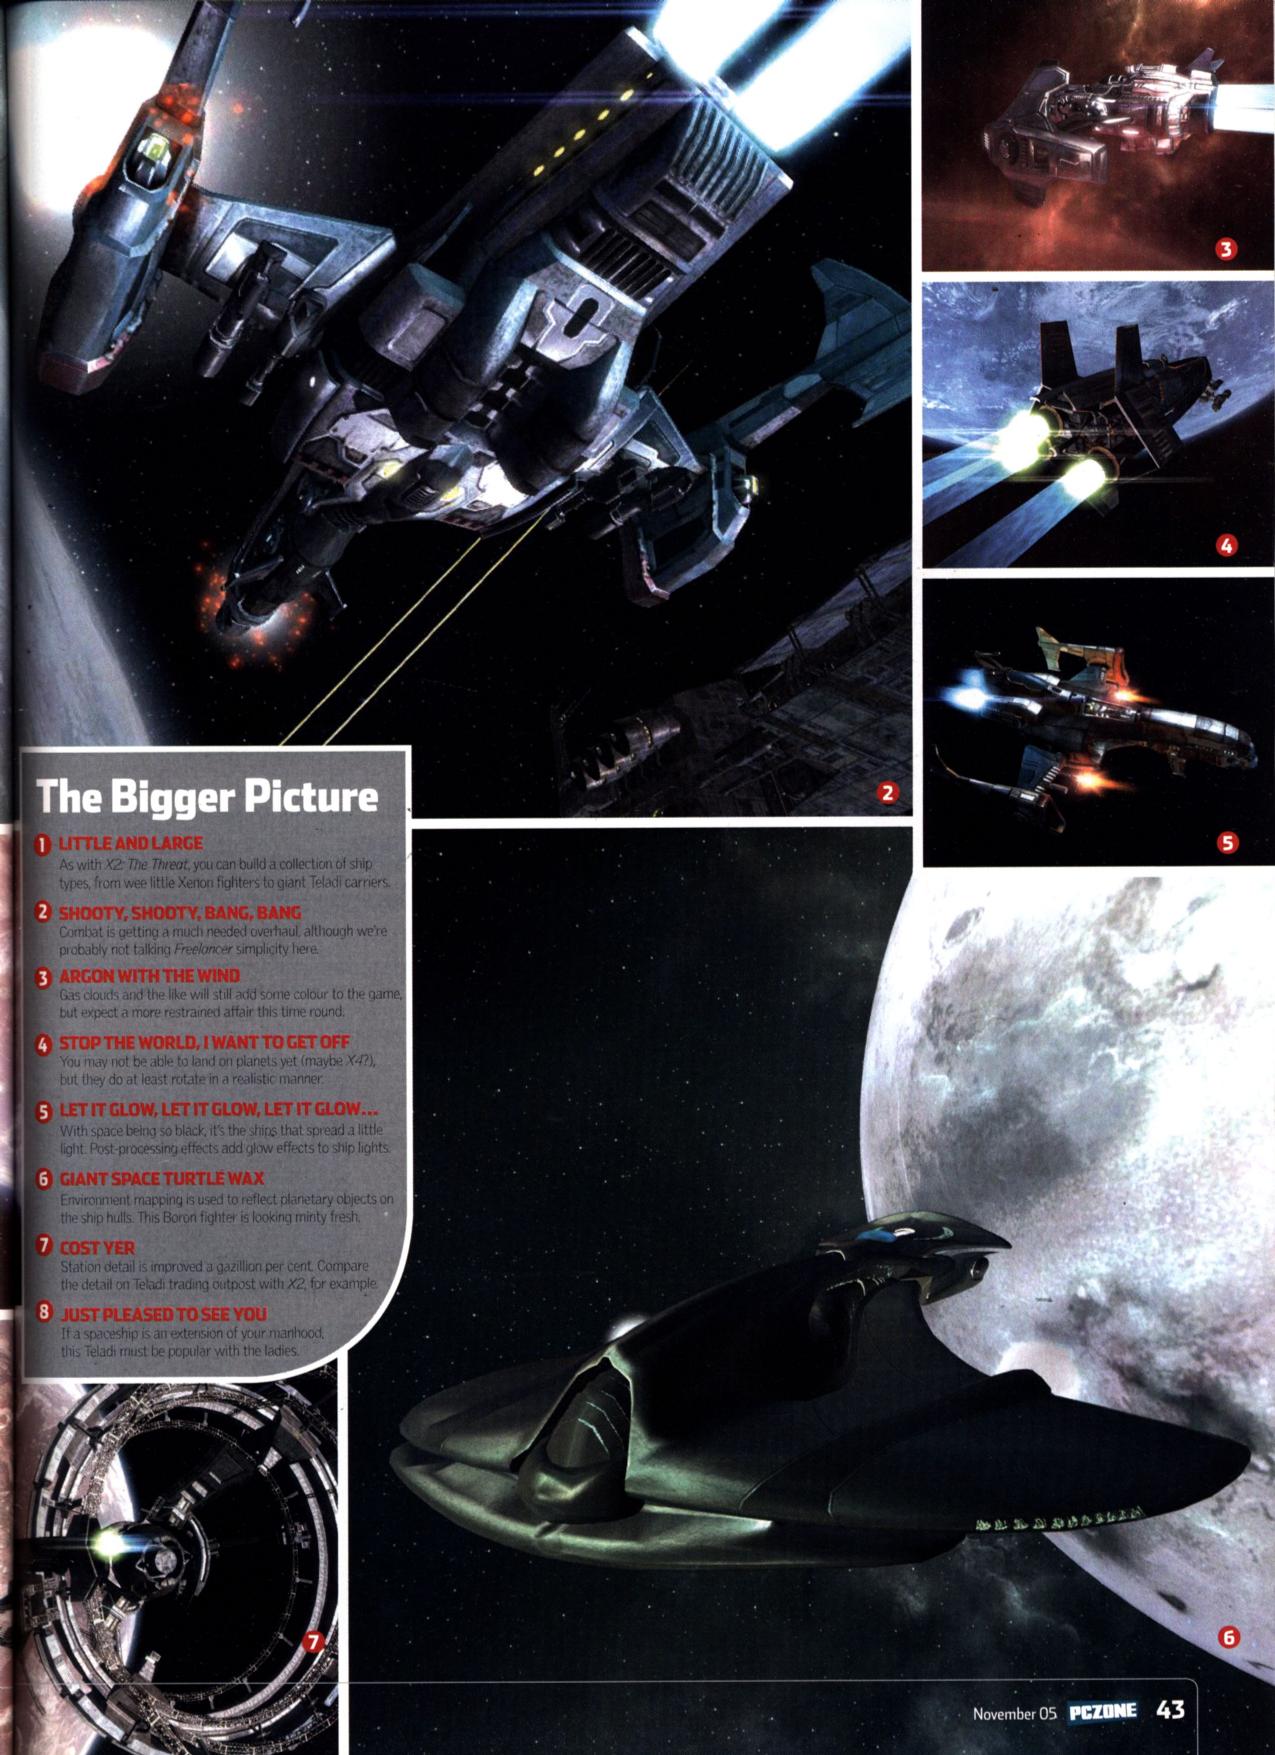 The Bigger Picture
1 LITTLE AND LARGE
As with X2: The Threat, you can build a collection of ship
types, from wee little Xenon fighters to giant Teladi carriers.
2 SHOOTY, SHOOTY, BANG, BANG
Combat is getting a much needed overhaul, although we're
probably not talking Freelancer simplicity here.
3 ARGON WITH THE WIND
Gas clouds and the like will still add some colour to the game,
but expect a more restrained affair this time round.
4 STOP THE WORLD, I WANT TO GET OFF
You may not be able to land on planets yet (maybe X4?),
but they do at least rotate in a realistic manner.
5 LET IT GLOW, LET IT GLOW, LET IT GLOW...
With space being so black, it's the ships that spread a little
light. Post-processing effects add glow effects to ship lights.
6 GIANT SPACE TURTLE WAX
Environment mapping is used to reflect planetary objects on
the ship hulls. This Boron fighter is looking minty fresh.
7 COST YER
Station detail is improved a gazillion per cent. Compare
the detail on Teladi trading outpost with X2, for example.
8 JUST PLEASED TO SEE YOU
If a spaceship is an extension of your manhood,
this Teladi must be popular with the ladies.
2
3
4
5
6
7
November 05 PCZONE 43